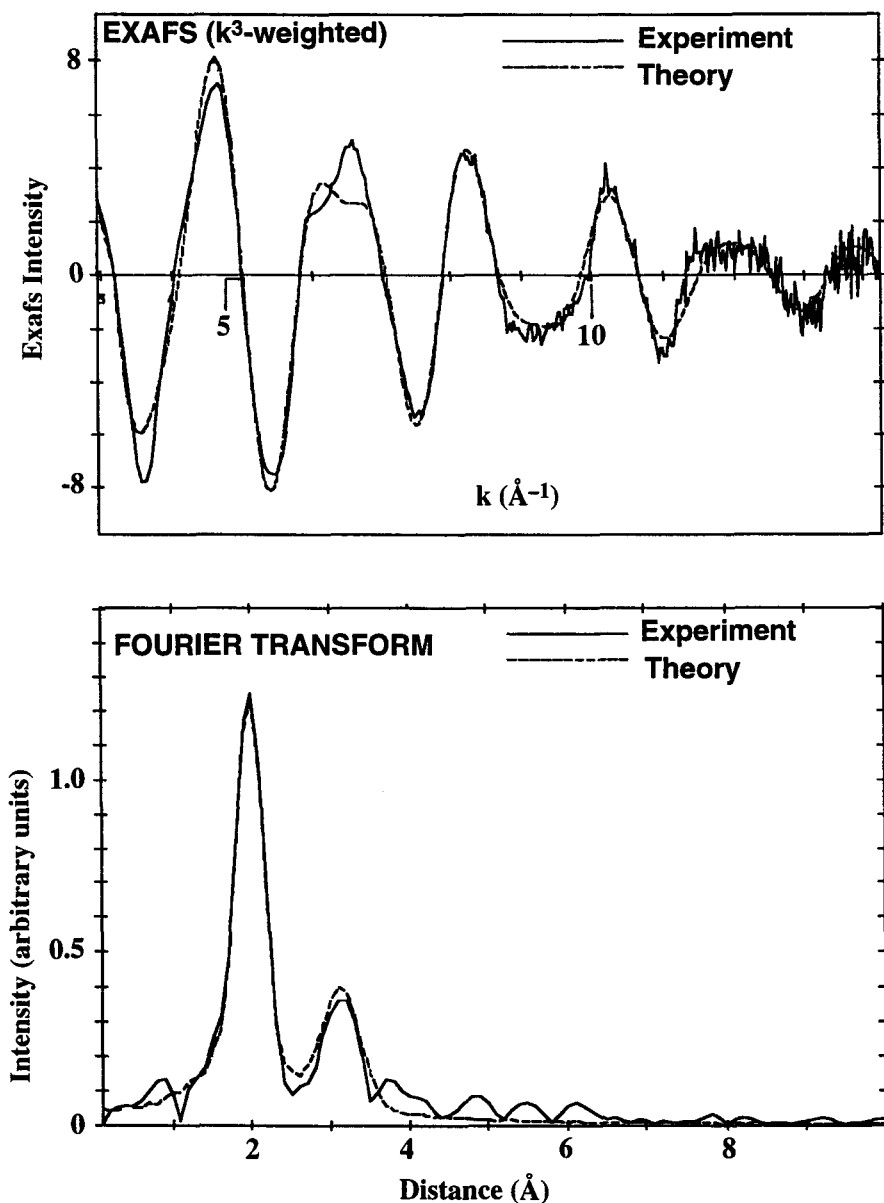 EXAFS (k³-weighted)
Experiment
Theory
8
0
-8
5
10
Exafs Intensity
k (Å⁻¹)
FOURIER TRANSFORM
Experiment
Theory
1.0
0.5
0
Intensity (arbitrary units)
2
4
6
8
Distance (Å)